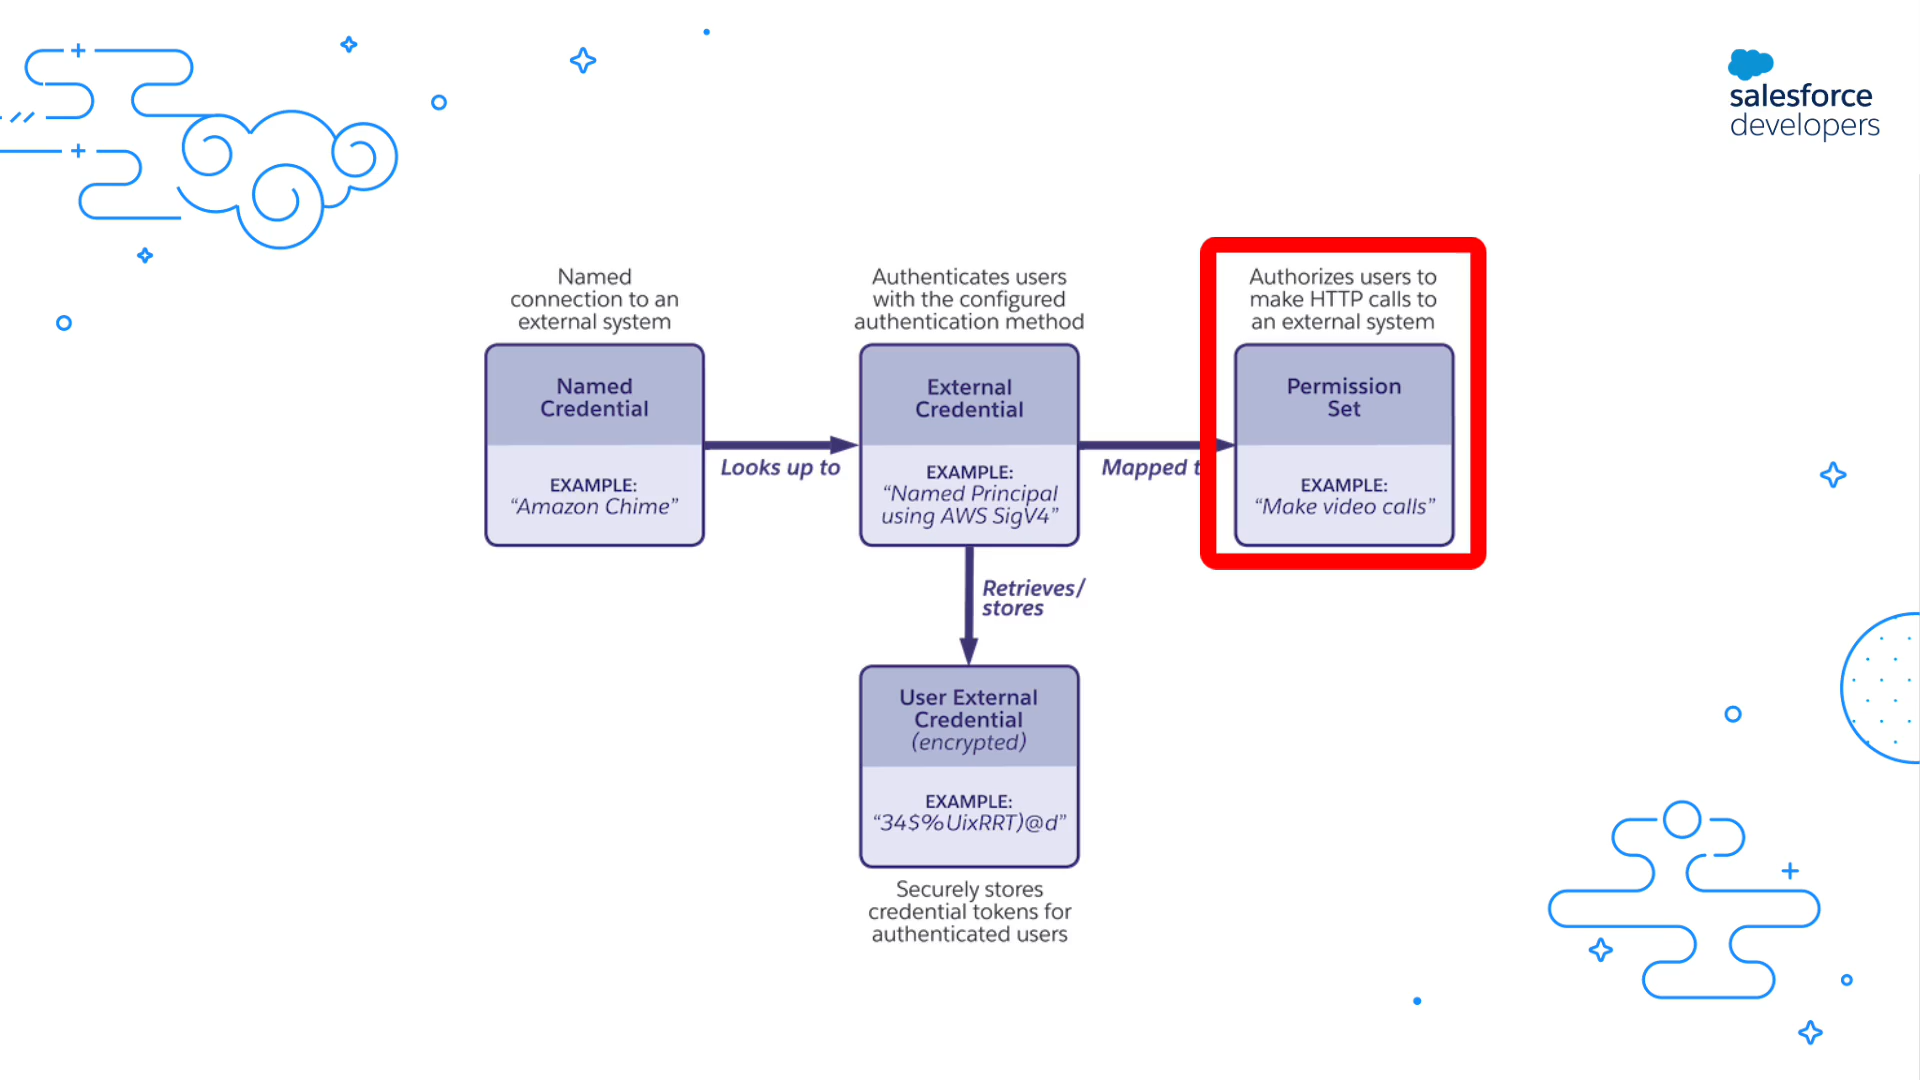 salesforce
developers
Named
connection to an
external system
Authenticates users
with the configured
authentication method
Authorizes users to
make HTTP calls to
an external system
Named
Credential
EXAMPLE:
“Amazon Chime”
Looks up to
External
Credential
EXAMPLE:
“Named Principal
using AWS SigV4”
Mapped t
Permission
Set
EXAMPLE:
“Make video calls”
Retrieves/
stores
User External
Credential
(encrypted)
EXAMPLE:
“34$%UixRRT)@d”
Securely stores
credential tokens for
authenticated users